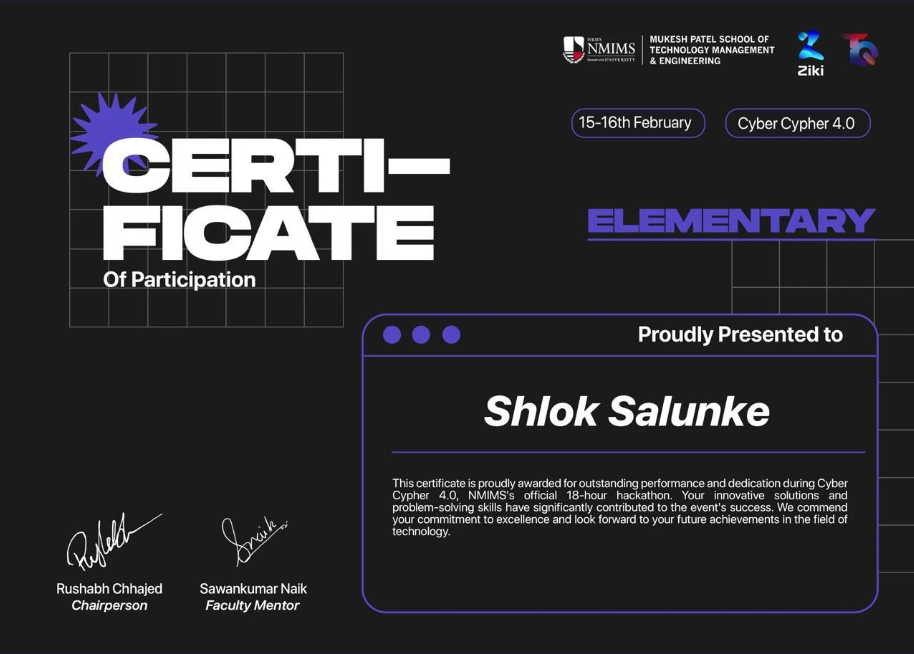 SVKM'S
NMIMS
Deemed to be UNIVERSITY
MUKESH PATEL SCHOOL OF
TECHNOLOGY MANAGEMENT
& ENGINEERING
Ziki
15-16th February
Cyber Cypher 4.0
CERTI—
FICATE
Of Participation
ELEMENTARY
Proudly Presented to
Shlok Salunke
This certificate is proudly awarded for outstanding performance and dedication during Cyber
Cypher 4.0, NMIMS's official 18-hour hackathon. Your innovative solutions and
problem-solving skills have significantly contributed to the event's success. We commend
your commitment to excellence and look forward to your future achievements in the field of
technology.
Rushabh Chhajed
Chairperson
Sawankumar Naik
Faculty Mentor